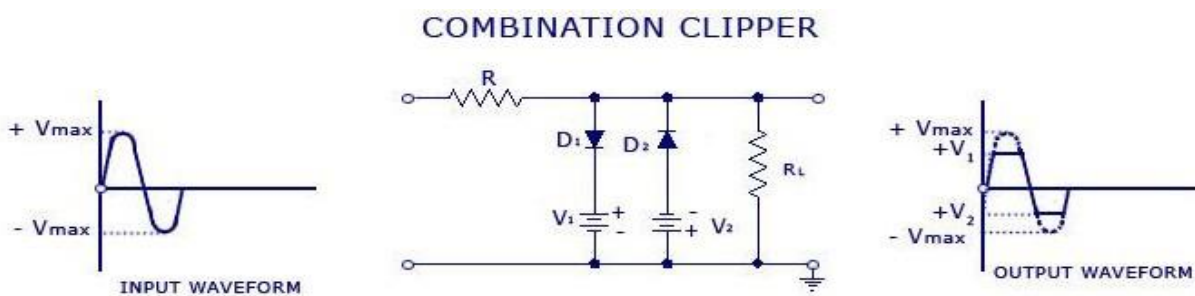 COMBINATION CLIPPER
+ Vmax
- Vmax
INPUT WAVEFORM
R
D1
D2
RL
V1
+
-
-
+
V2
+ Vmax
+V1
+V2
- Vmax
OUTPUT WAVEFORM